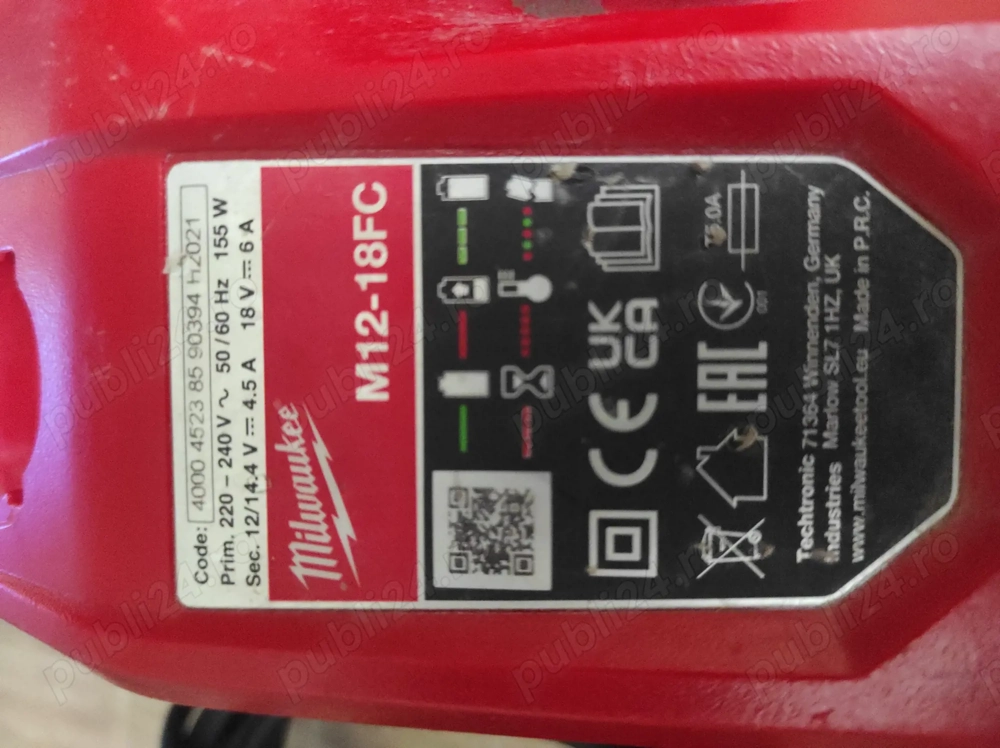 Code: 4000 4523 85 90394 h2021
Prim. 220 – 240 V ~ 50/60 Hz 155 W
Sec. 12/14.4 V ⎓ 4.5 A 18 V ⎓ 6 A
Milwaukee®
M12-18FC
CE UK CA
EAC
001
Techtronic 71364 Winnenden, Germany
Industries Marlow SL7 1HZ, UK
www.milwaukeetool.eu Made in P.R.C.
publi24.ro